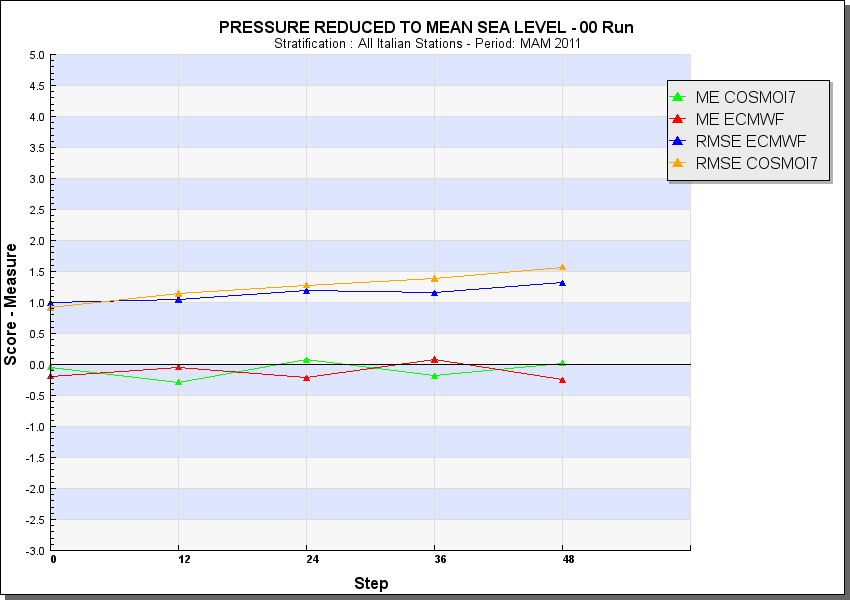 PRESSURE REDUCED TO MEAN SEA LEVEL - 00 Run
Stratification : All Italian Stations - Period: MAM 2011
5.0
4.5
4.0
3.5
3.0
2.5
2.0
1.5
1.0
0.5
0.0
-0.5
-1.0
-1.5
-2.0
-2.5
-3.0
Score - Measure
ME COSMOI7
ME ECMWF
RMSE ECMWF
RMSE COSMOI7
0 12 24 36 48
Step